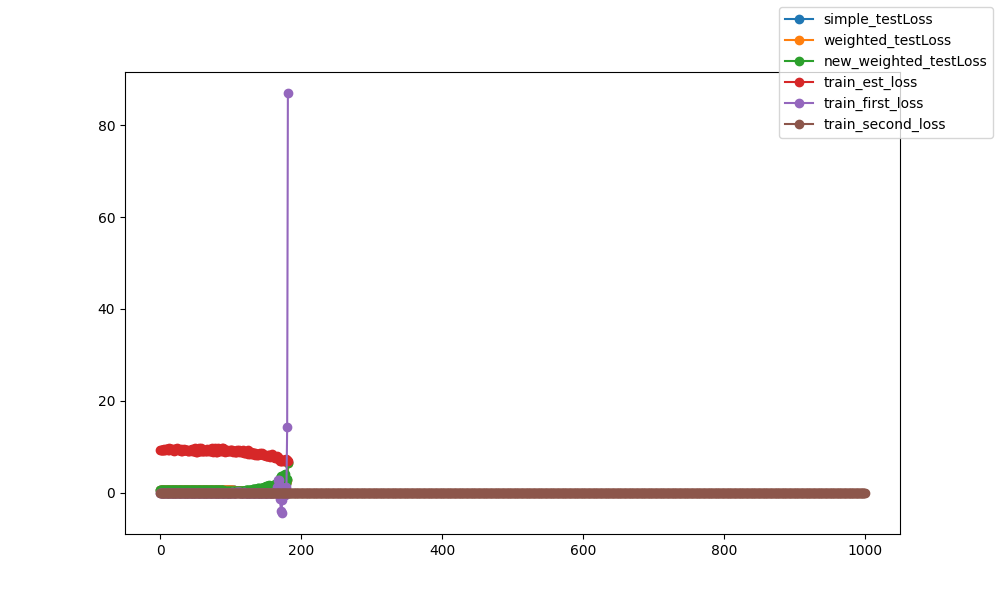 simple_testLoss
weighted_testLoss
new_weighted_testLoss
train_est_loss
train_first_loss
train_second_loss
80
60
40
20
0
0 200 400 600 800 1000